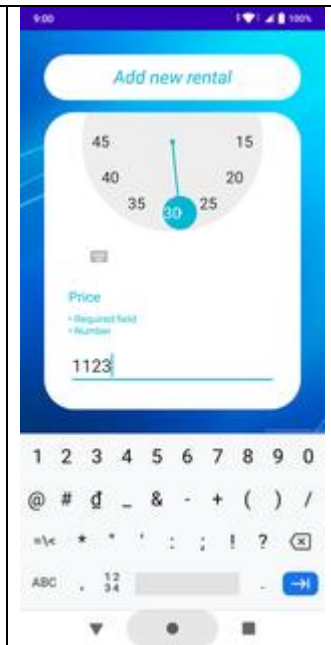 9:00 100%
Add new rental
45 15
40 20
35 30 25
Price
• Required field
• Number
1123
1 2 3 4 5 6 7 8 9 0
@ # ₫ _ & - + ( ) /
=\< * " ' : ; ! ?
ABC , 12 .
34